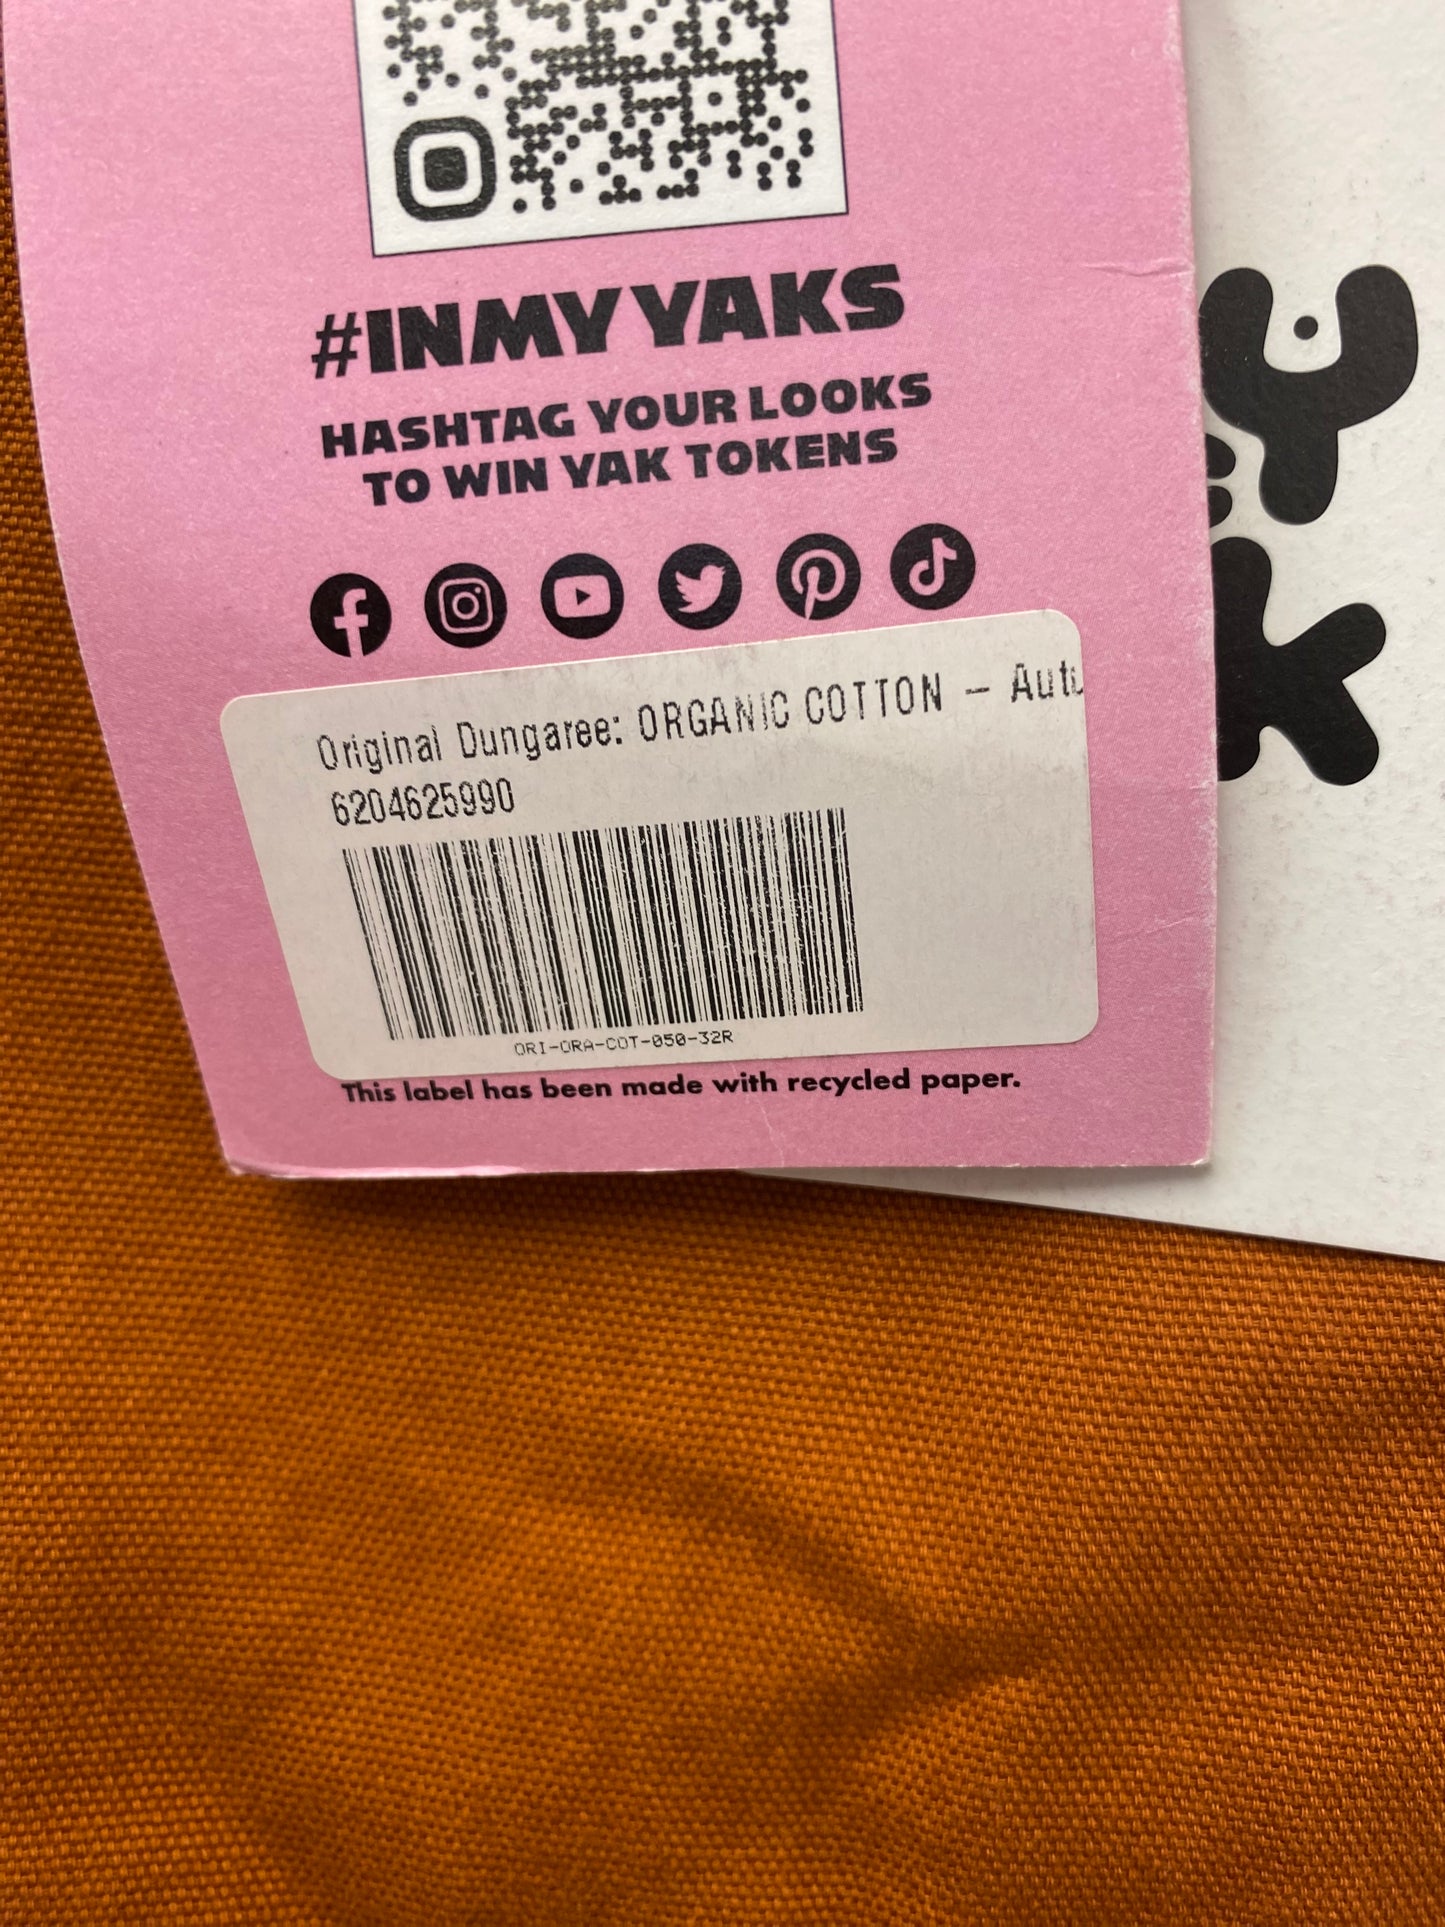 #INMYYAKS
HASHTAG YOUR LOOKS
TO WIN YAK TOKENS
Original Dungaree: ORGANIC COTTON – Autu
6204625990
ORI-ORA-COT-050-32R
This label has been made with recycled paper.
Y
K